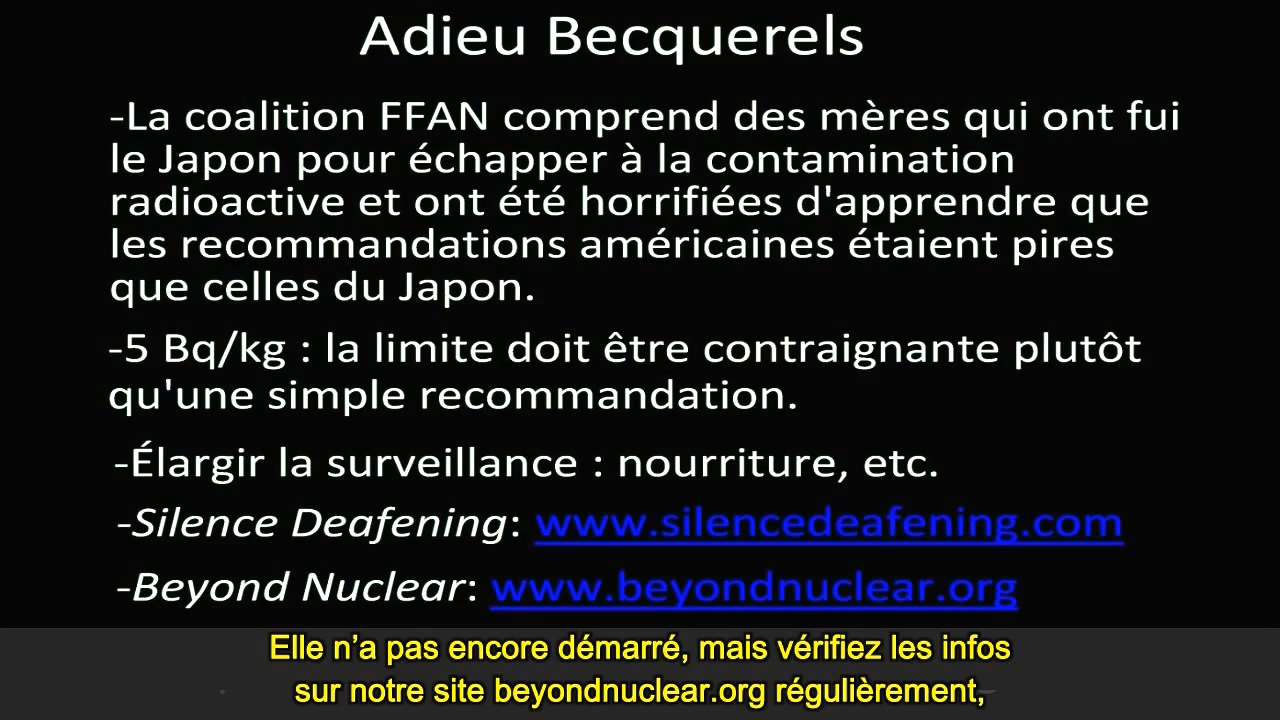 Adieu Becquerels
-La coalition FFAN comprend des mères qui ont fui
le Japon pour échapper à la contamination
radioactive et ont été horrifiées d'apprendre que
les recommandations américaines étaient pires
que celles du Japon.
-5 Bq/kg : la limite doit être contraignante plutôt
qu'une simple recommandation.
-Élargir la surveillance : nourriture, etc.
-Silence Deafening: www.silencedeafening.com
-Beyond Nuclear: www.beyondnuclear.org
Elle n’a pas encore démarré, mais vérifiez les infos
sur notre site beyondnuclear.org régulièrement,